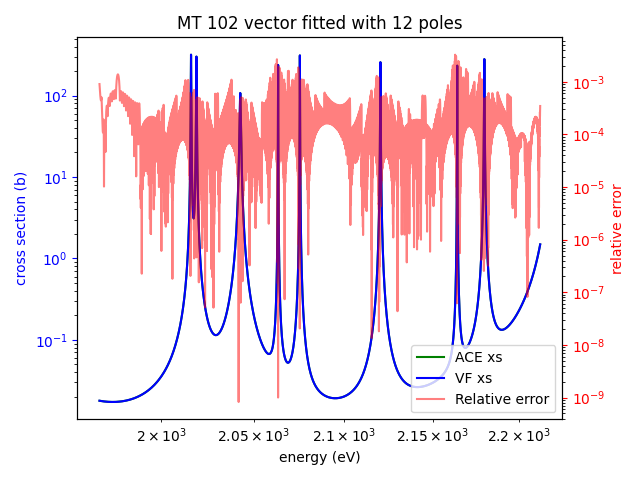 MT 102 vector fitted with 12 poles
cross section (b)
10²
10¹
10⁰
10⁻¹
10⁻³
10⁻⁴
10⁻⁵
10⁻⁶
10⁻⁷
10⁻⁸
10⁻⁹
relative error
ACE xs
VF xs
Relative error
2 × 10³ 2.05 × 10³ 2.1 × 10³ 2.15 × 10³ 2.2 × 10³
energy (eV)